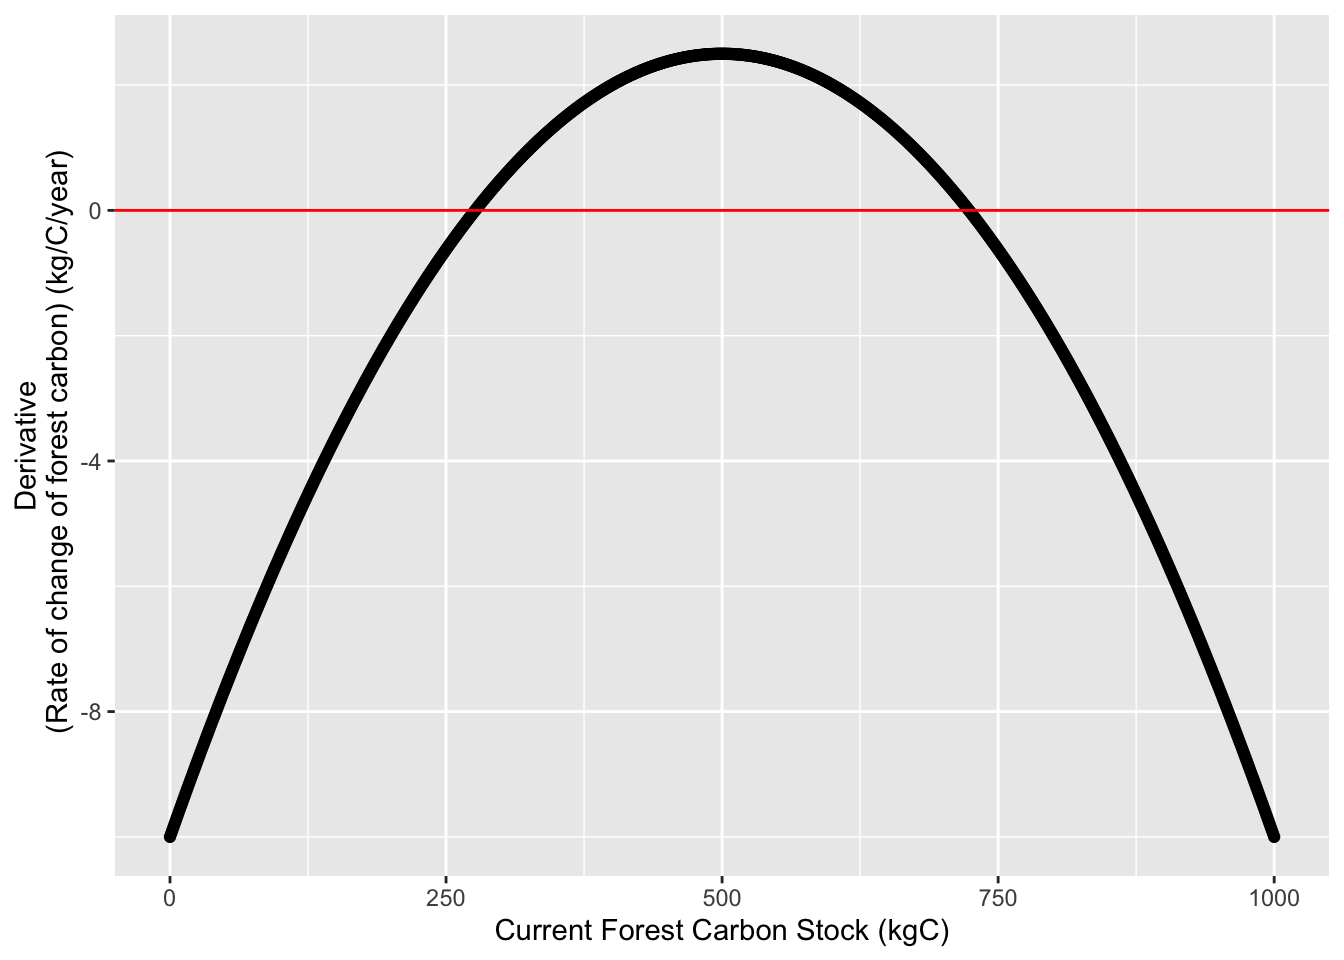 Derivative
(Rate of change of forest carbon) (kg/C/year)
0
-4
-8
0
250
500
750
1000
Current Forest Carbon Stock (kgC)